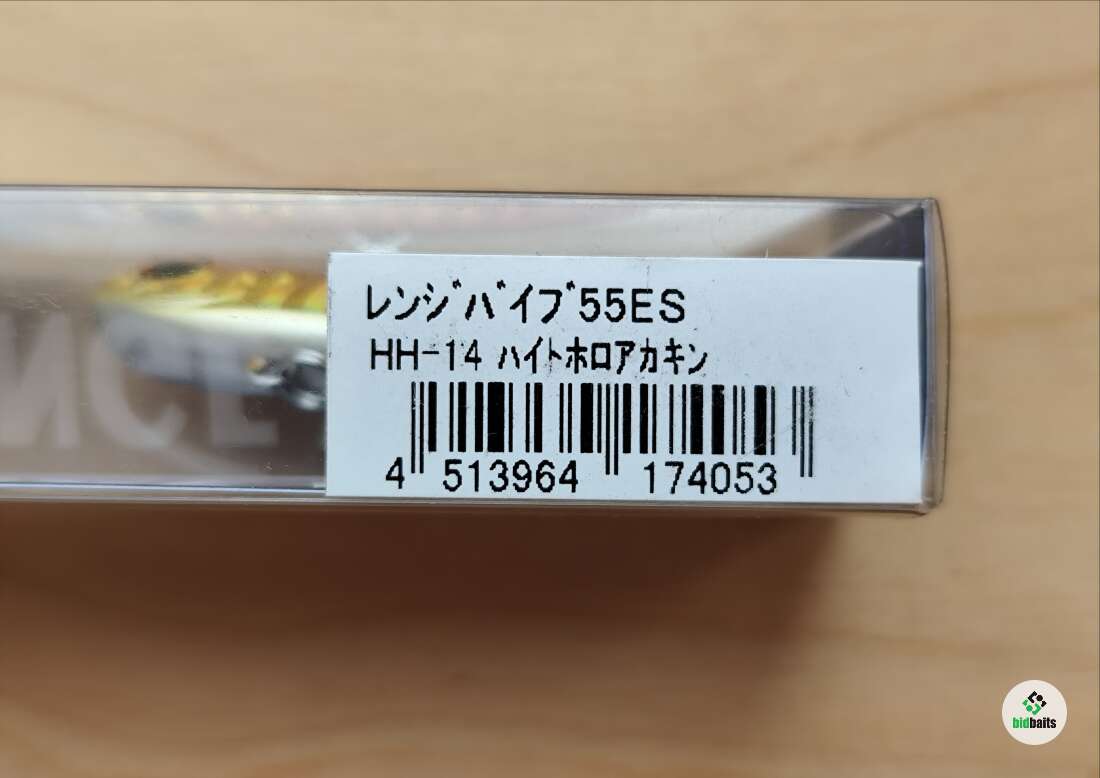 レンジバイブ55ES
HH-14 ハイトホロアカキン
4 513964 174053
bidbaits